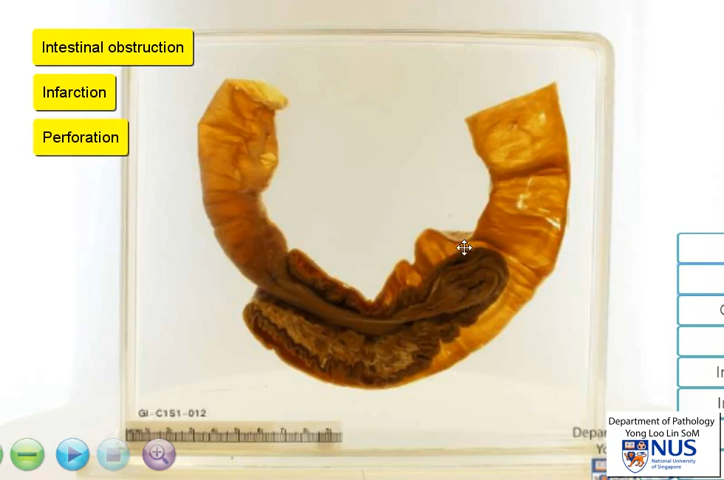 Intestinal obstruction
Infarction
Perforation
GI-C1S1-012
Department of Pathology
Yong Loo Lin SoM
NUS
National University
of Singapore